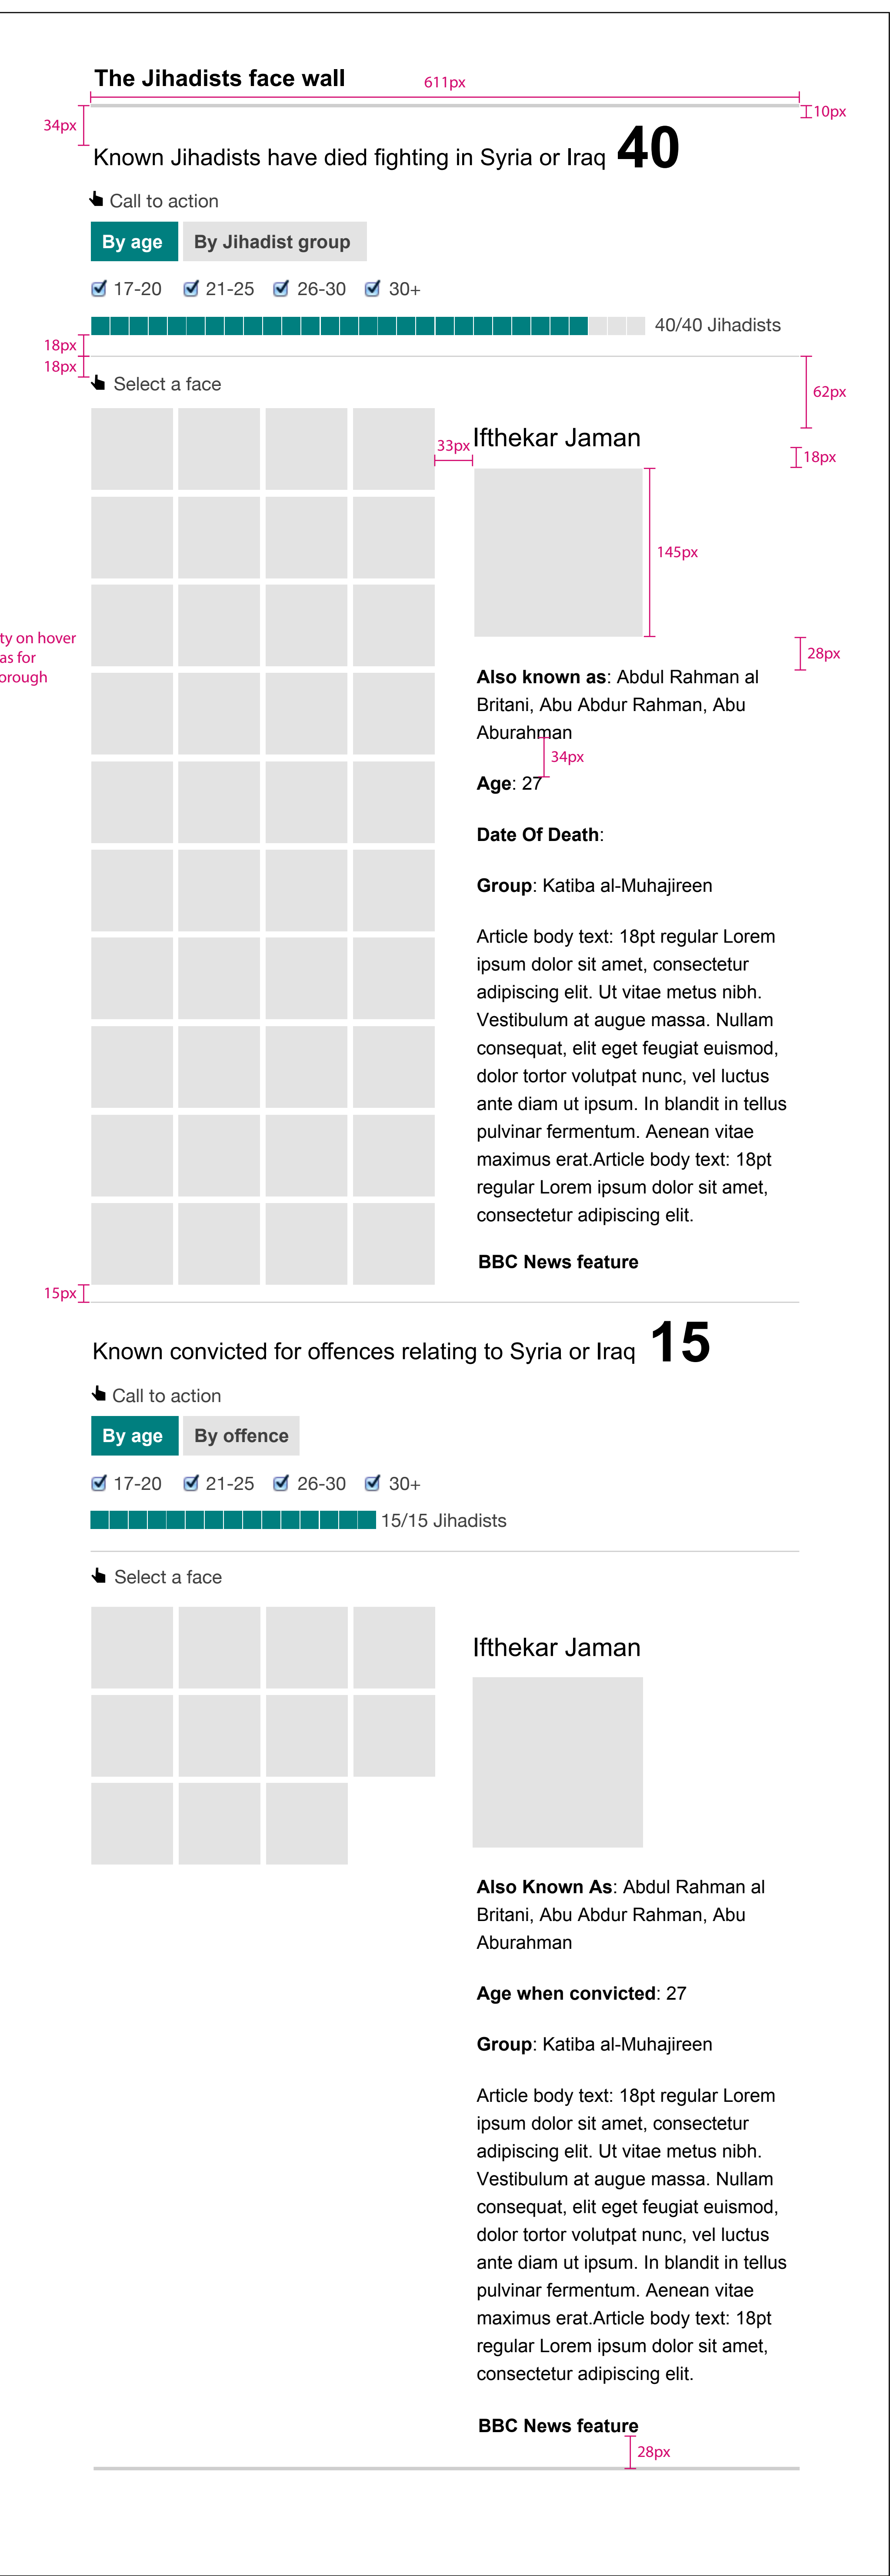 The Jihadists face wall
611px
10px
34px
Known Jihadists have died fighting in Syria or Iraq 40
Call to action
By age By Jihadist group
17-20 21-25 26-30 30+
40/40 Jihadists
18px
18px
Select a face
62px
33px
Ifthekar Jaman
18px
145px
ty on hover
as for
orough
28px
Also known as: Abdul Rahman al
Britani, Abu Abdur Rahman, Abu
Aburahman
34px
Age: 27
Date Of Death:
Group: Katiba al-Muhajireen
Article body text: 18pt regular Lorem
ipsum dolor sit amet, consectetur
adipiscing elit. Ut vitae metus nibh.
Vestibulum at augue massa. Nullam
consequat, elit eget feugiat euismod,
dolor tortor volutpat nunc, vel luctus
ante diam ut ipsum. In blandit in tellus
pulvinar fermentum. Aenean vitae
maximus erat.Article body text: 18pt
regular Lorem ipsum dolor sit amet,
consectetur adipiscing elit.
BBC News feature
15px
Known convicted for offences relating to Syria or Iraq 15
Call to action
By age By offence
17-20 21-25 26-30 30+
15/15 Jihadists
Select a face
Ifthekar Jaman
Also Known As: Abdul Rahman al
Britani, Abu Abdur Rahman, Abu
Aburahman
Age when convicted: 27
Group: Katiba al-Muhajireen
Article body text: 18pt regular Lorem
ipsum dolor sit amet, consectetur
adipiscing elit. Ut vitae metus nibh.
Vestibulum at augue massa. Nullam
consequat, elit eget feugiat euismod,
dolor tortor volutpat nunc, vel luctus
ante diam ut ipsum. In blandit in tellus
pulvinar fermentum. Aenean vitae
maximus erat.Article body text: 18pt
regular Lorem ipsum dolor sit amet,
consectetur adipiscing elit.
BBC News feature
28px